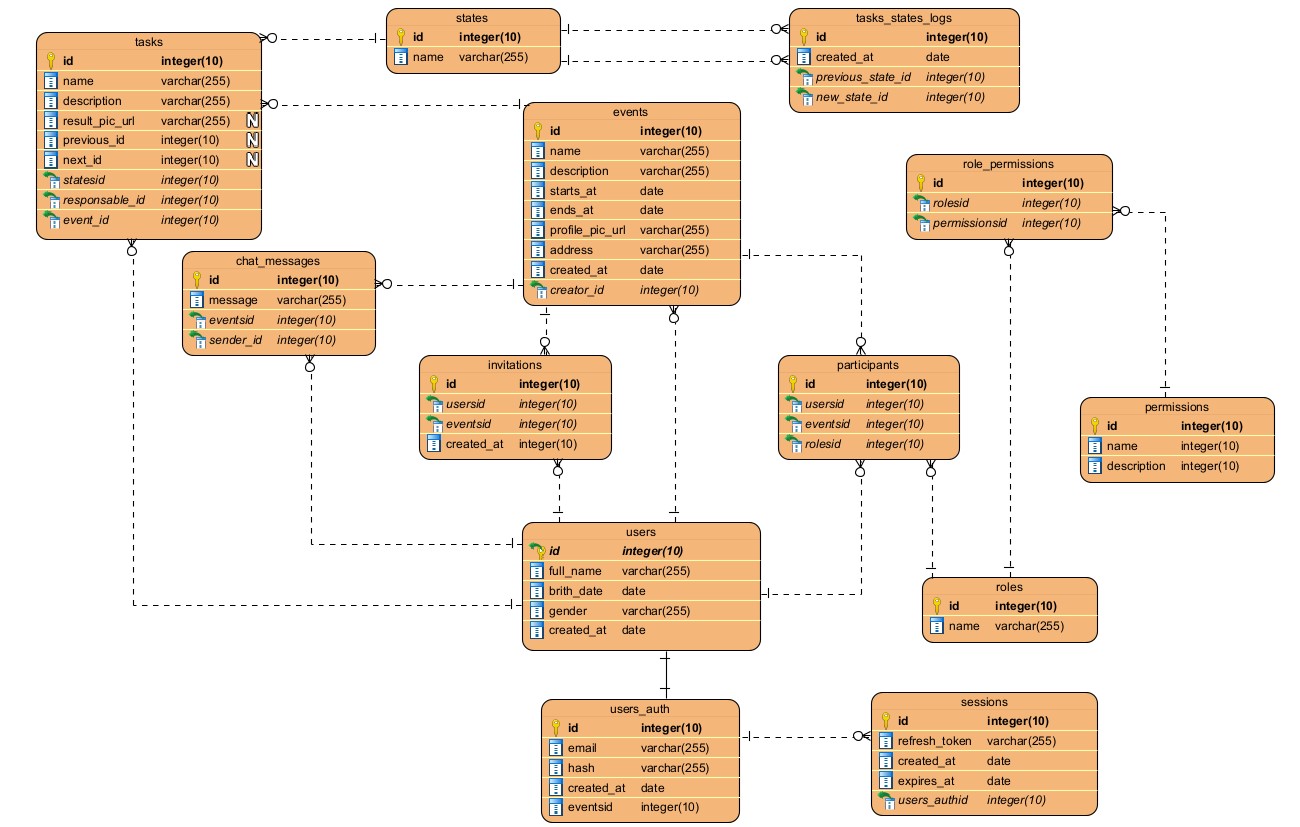 states
id integer(10)
name varchar(255)
tasks_states_logs
id integer(10)
created_at date
previous_state_id integer(10)
new_state_id integer(10)
tasks
id integer(10)
name varchar(255)
description varchar(255)
result_pic_url varchar(255) N
previous_id integer(10) N
next_id integer(10) N
statesid integer(10)
responsable_id integer(10)
event_id integer(10)
events
id integer(10)
name varchar(255)
description varchar(255)
starts_at date
ends_at date
profile_pic_url varchar(255)
address varchar(255)
created_at date
creator_id integer(10)
role_permissions
id integer(10)
rolesid integer(10)
permissionsid integer(10)
chat_messages
id integer(10)
message varchar(255)
eventsid integer(10)
sender_id integer(10)
invitations
id integer(10)
usersid integer(10)
eventsid integer(10)
created_at integer(10)
participants
id integer(10)
usersid integer(10)
eventsid integer(10)
rolesid integer(10)
permissions
id integer(10)
name integer(10)
description integer(10)
users
id integer(10)
full_name varchar(255)
brith_date date
gender varchar(255)
created_at date
roles
id integer(10)
name varchar(255)
users_auth
id integer(10)
email varchar(255)
hash varchar(255)
created_at date
eventsid integer(10)
sessions
id integer(10)
refresh_token varchar(255)
created_at date
expires_at date
users_authid integer(10)